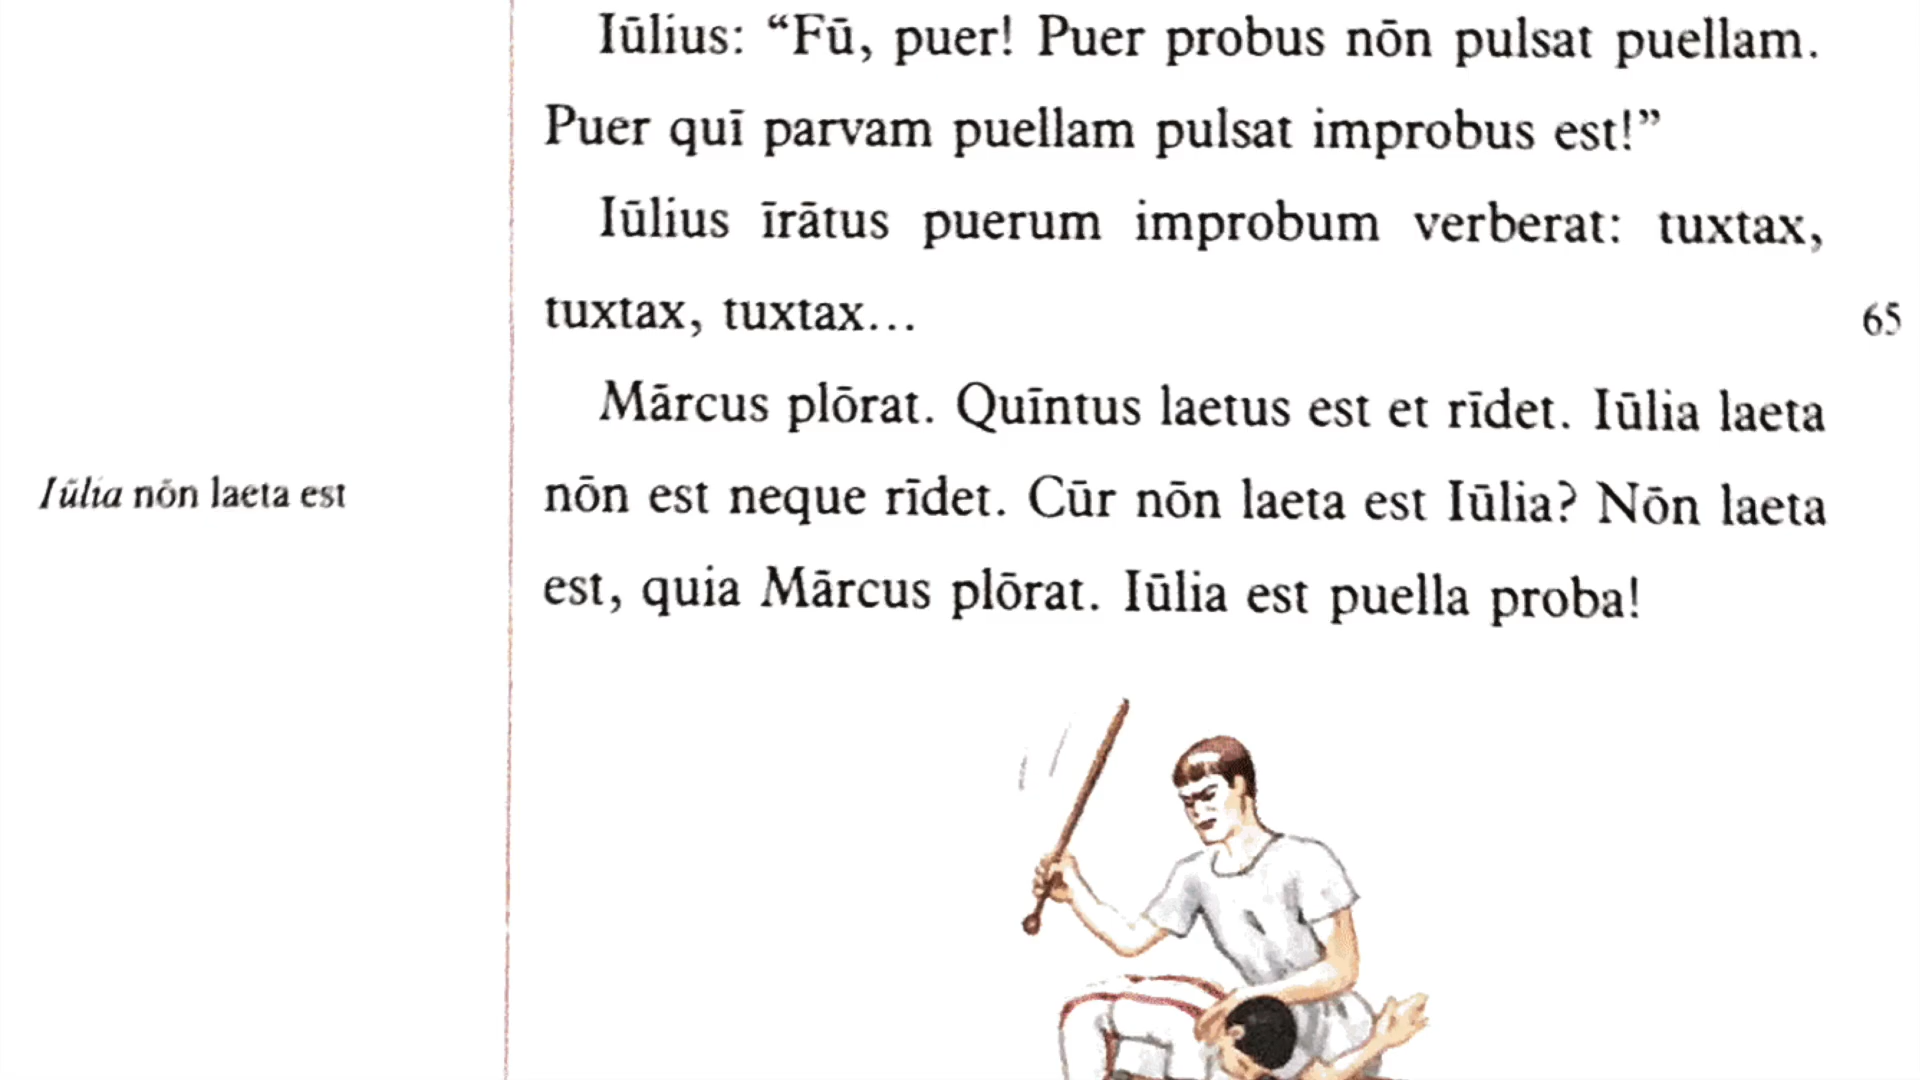 Iūlius: “Fū, puer! Puer probus nōn pulsat puellam.
Puer quī parvam puellam pulsat improbus est!”
Iūlius īrātus puerum improbum verberat: tuxtax,
tuxtax, tuxtax...
65
Mārcus plōrat. Quīntus laetus est et rīdet. Iūlia laeta
nōn est neque rīdet. Cūr nōn laeta est Iūlia? Nōn laeta
est, quia Mārcus plōrat. Iūlia est puella proba!
Iūlia nōn laeta est